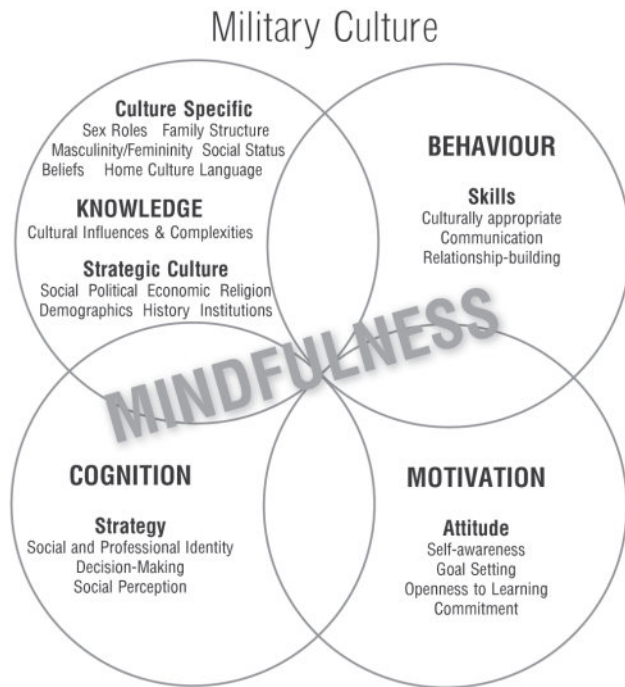 Military Culture
Culture Specific
Sex Roles Family Structure
Masculinity/Femininity Social Status
Beliefs Home Culture Language
KNOWLEDGE
Cultural Influences & Complexities
Strategic Culture
Social Political Economic Religion
Demographics History Institutions
BEHAVIOUR
Skills
Culturally appropriate
Communication
Relationship-building
MINDFULNESS
COGNITION
Strategy
Social and Professional Identity
Decision-Making
Social Perception
MOTIVATION
Attitude
Self-awareness
Goal Setting
Openness to Learning
Commitment